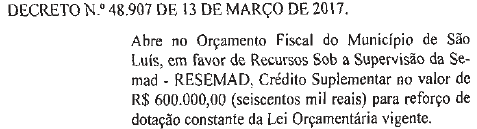 DECRETO N.º 48.907 DE 13 DE MARÇO DE 2017.
Abre no Orçamento Fiscal do Município de São
Luís, em favor de Recursos Sob a Supervisão da Se-
mad - RESEMAD, Crédito Suplementar no valor de
R$ 600.000,00 (seiscentos mil reais) para reforço de
dotação constante da Lei Orçamentária vigente.